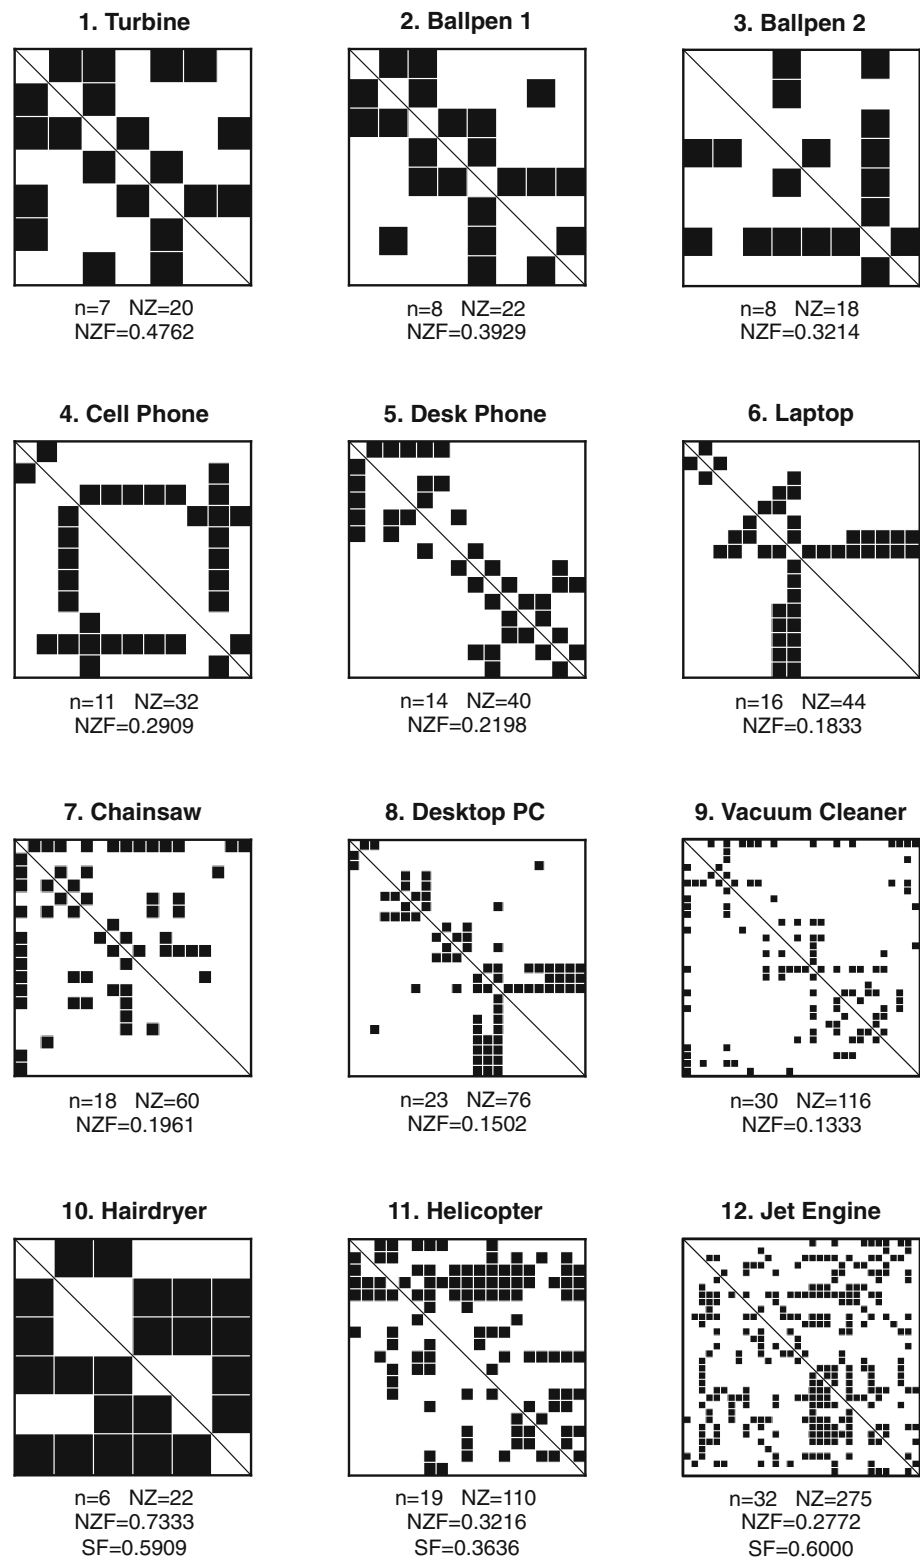 1. Turbine
2. Ballpen 1
3. Ballpen 2
n=7 NZ=20
NZF=0.4762
n=8 NZ=22
NZF=0.3929
n=8 NZ=18
NZF=0.3214
4. Cell Phone
5. Desk Phone
6. Laptop
n=11 NZ=32
NZF=0.2909
n=14 NZ=40
NZF=0.2198
n=16 NZ=44
NZF=0.1833
7. Chainsaw
8. Desktop PC
9. Vacuum Cleaner
n=18 NZ=60
NZF=0.1961
n=23 NZ=76
NZF=0.1502
n=30 NZ=116
NZF=0.1333
10. Hairdryer
11. Helicopter
12. Jet Engine
n=6 NZ=22
NZF=0.7333
SF=0.5909
n=19 NZ=110
NZF=0.3216
SF=0.3636
n=32 NZ=275
NZF=0.2772
SF=0.6000